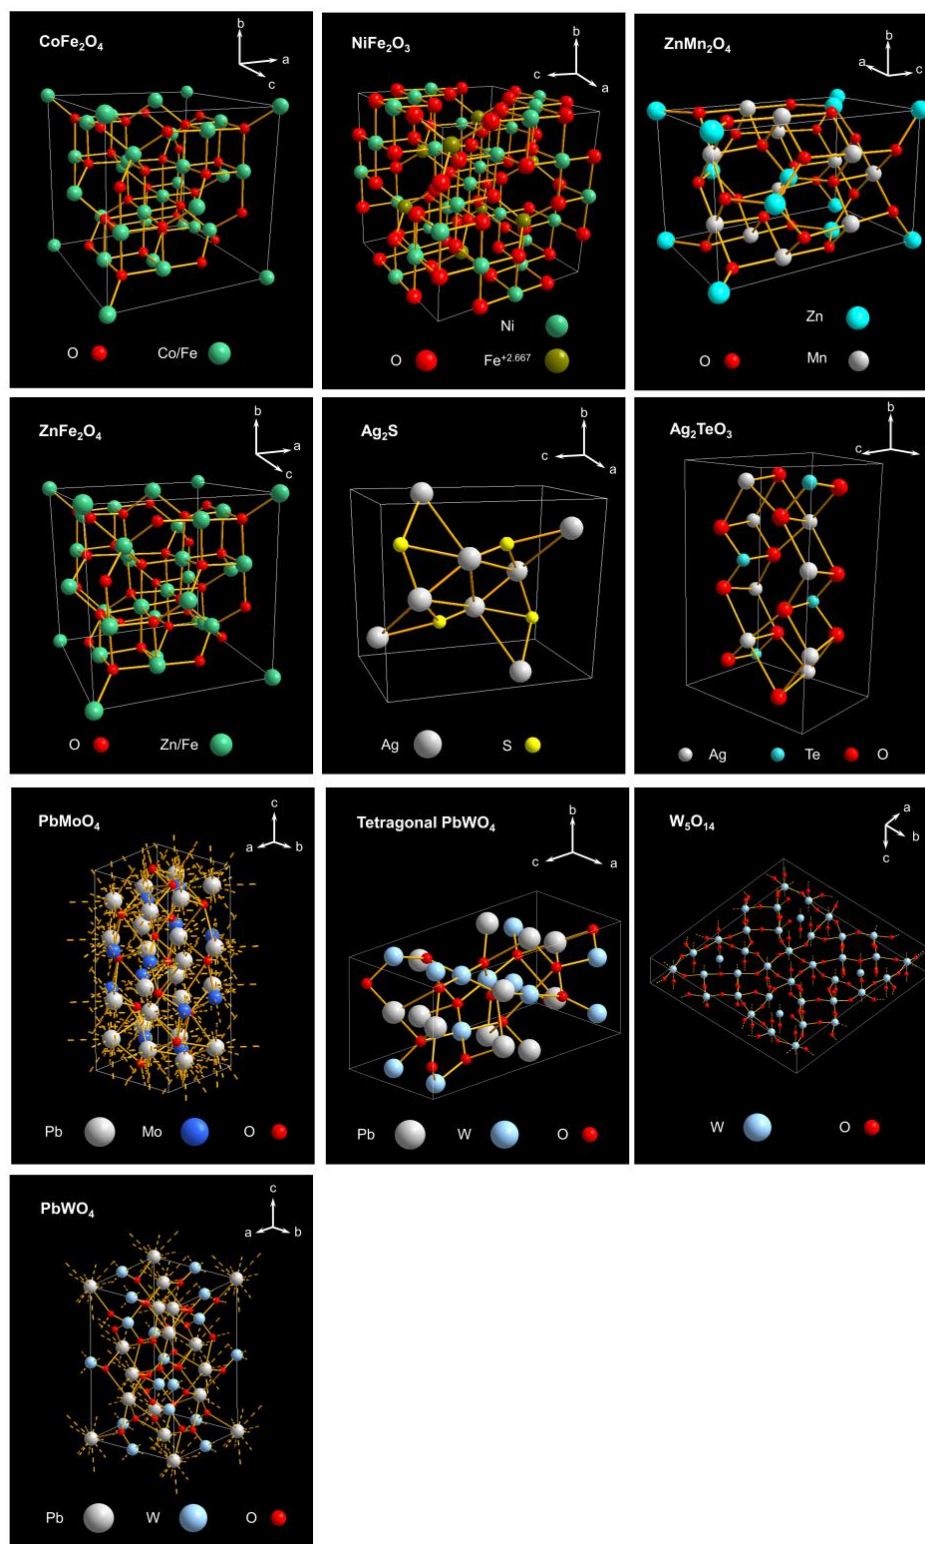 CoFe₂O₄
b
a
c
O
Co/Fe
NiFe₂O₃
b
c
a
Ni
O
Fe⁺²·⁶⁶⁷
ZnMn₂O₄
b
a
c
Zn
O
Mn
ZnFe₂O₄
b
a
c
O
Zn/Fe
Ag₂S
b
c
a
Ag
S
Ag₂TeO₃
b
c
Ag
Te
O
PbMoO₄
c
a
b
Pb
Mo
O
Tetragonal PbWO₄
b
c
a
Pb
W
O
W₅O₁₄
a
b
c
W
O
PbWO₄
c
a
b
Pb
W
O